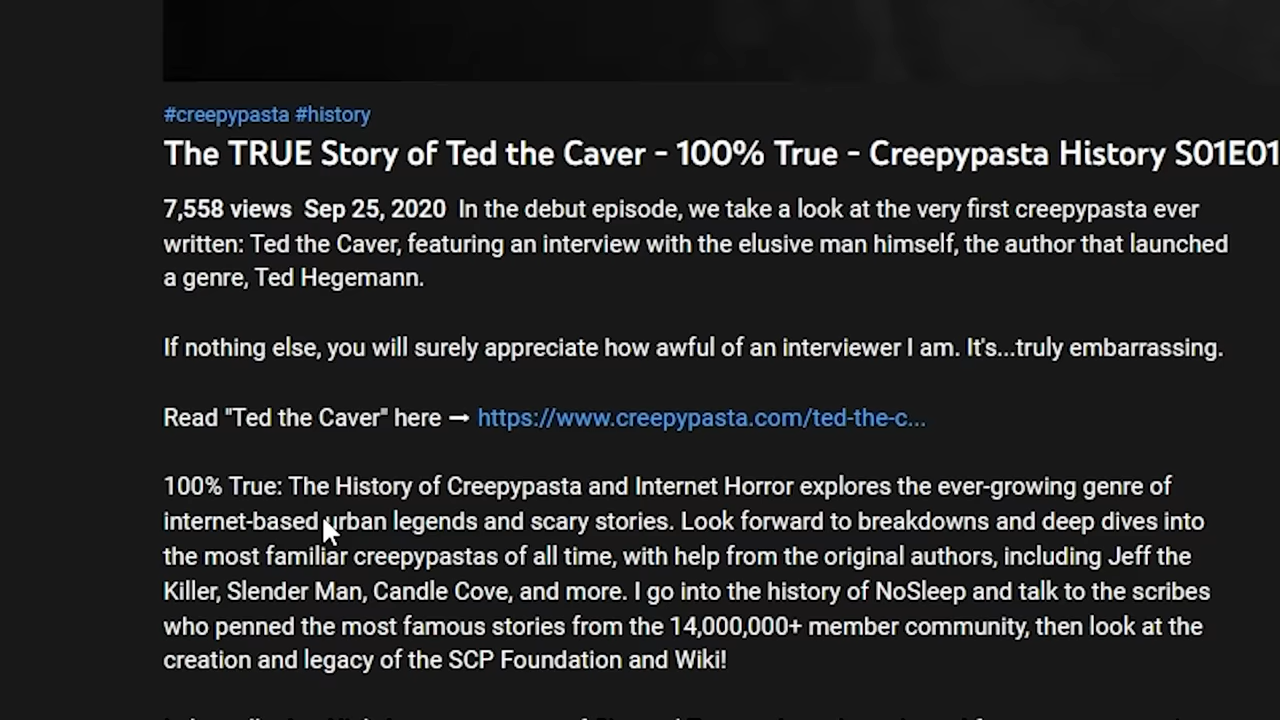 #creepypasta #history
The TRUE Story of Ted the Caver - 100% True - Creepypasta History S01E01
7,558 views Sep 25, 2020 In the debut episode, we take a look at the very first creepypasta ever
written: Ted the Caver, featuring an interview with the elusive man himself, the author that launched
a genre, Ted Hegemann.
If nothing else, you will surely appreciate how awful of an interviewer I am. It's...truly embarrassing.
Read "Ted the Caver" here ➞ https://www.creepypasta.com/ted-the-c...
100% True: The History of Creepypasta and Internet Horror explores the ever-growing genre of
internet-based urban legends and scary stories. Look forward to breakdowns and deep dives into
the most familiar creepypastas of all time, with help from the original authors, including Jeff the
Killer, Slender Man, Candle Cove, and more. I go into the history of NoSleep and talk to the scribes
who penned the most famous stories from the 14,000,000+ member community, then look at the
creation and legacy of the SCP Foundation and Wiki!